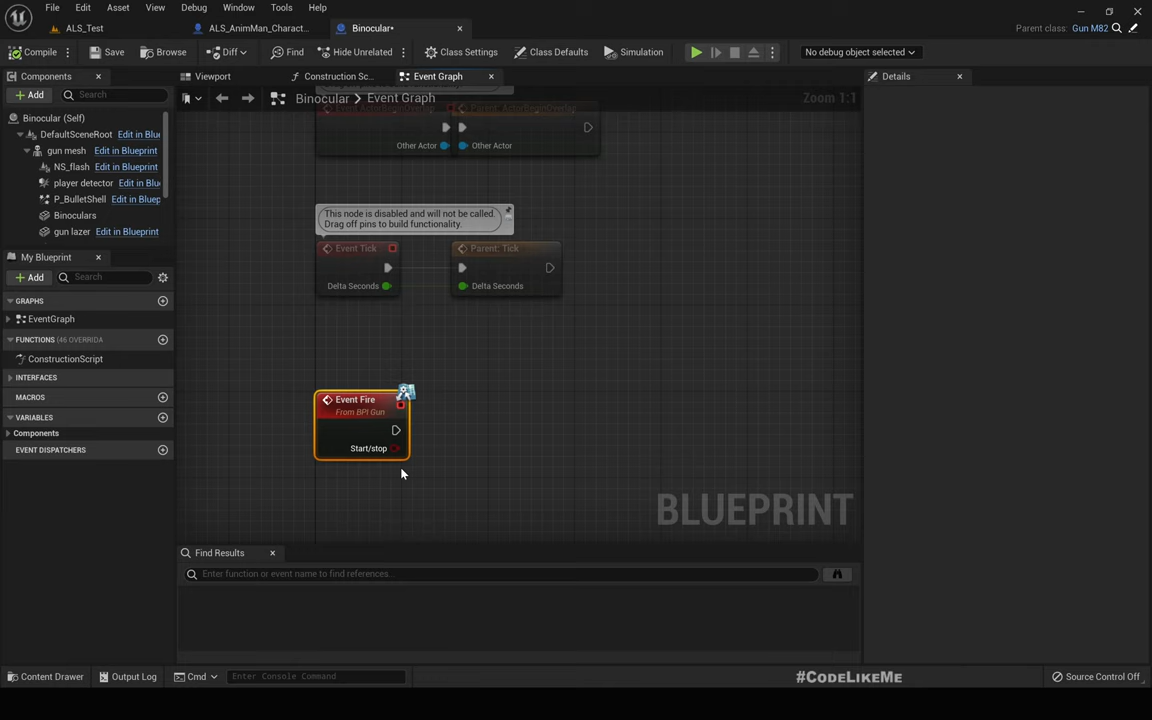 File Edit Asset View Debug Window Tools Help
ALS_Test
ALS_AnimMan_Charact...
Binocular*
Parent class: Gun M82
Compile
Save
Browse
Diff
Find
Hide Unrelated
Class Settings
Class Defaults
Simulation
No debug object selected
Components
Viewport
Construction Sc...
Event Graph
Details
Add
Search
Binocular > Event Graph
Zoom 1:1
Binocular (Self)
DefaultSceneRoot Edit in Blue
gun mesh Edit in Blueprint
NS_flash Edit in Blueprint
player detector Edit in Blu
P_BulletShell Edit in Bluep
Binoculars
gun lazer Edit in Blueprint
Event ActorBeginOverlap
Parent: ActorBeginOverlap
Other Actor
Other Actor
This node is disabled and will not be called.
Drag off pins to build functionality.
Event Tick
Parent: Tick
Delta Seconds
Delta Seconds
My Blueprint
Add
Search
GRAPHS
EventGraph
FUNCTIONS (46 OVERRIDA
ConstructionScript
INTERFACES
MACROS
VARIABLES
Components
EVENT DISPATCHERS
Event Fire
From BPI Gun
Start/stop
BLUEPRINT
Find Results
Enter function or event name to find references...
Content Drawer
Output Log
Cmd
Enter Console Command
#CodeLikeMe
Source Control Off